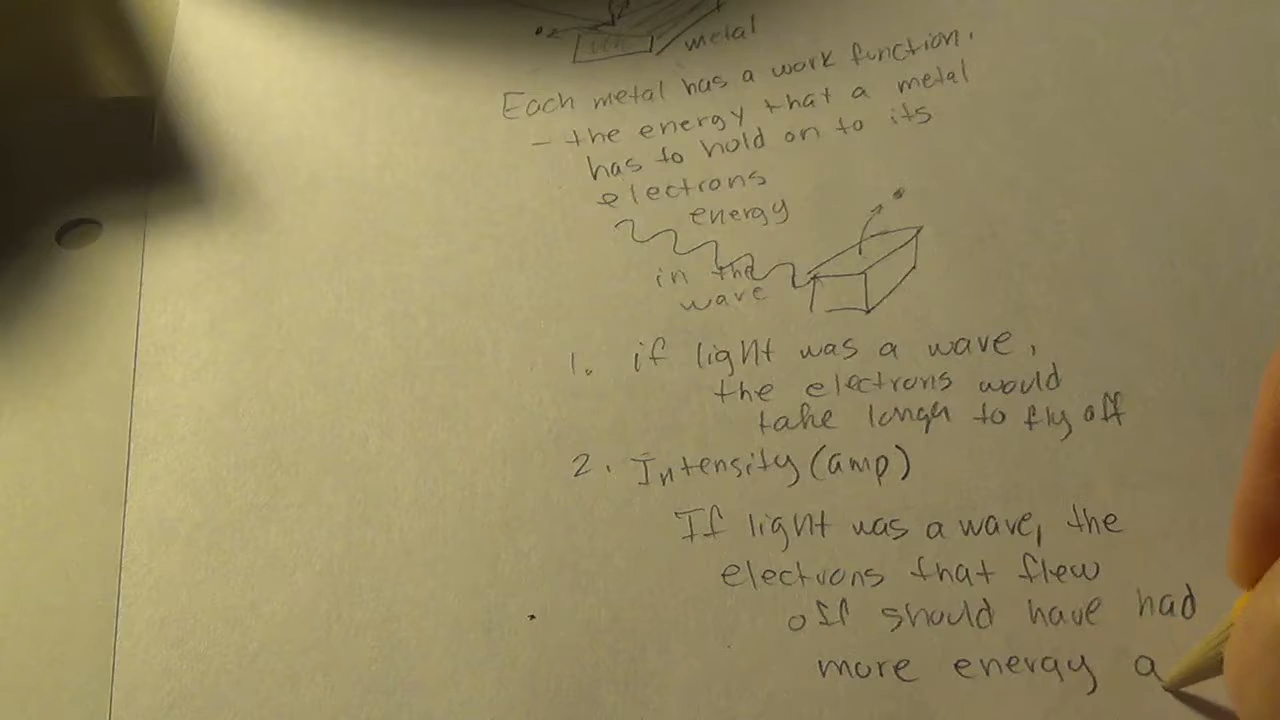 metal
Each metal has a work function.
- the energy that a metal
has to hold on to its
electrons
energy
in the
wave
1. if light was a wave,
the electrons would
take longer to fly off
2. Intensity (amp)
If light was a wave, the
electrons that flew
off should have had
more energy a